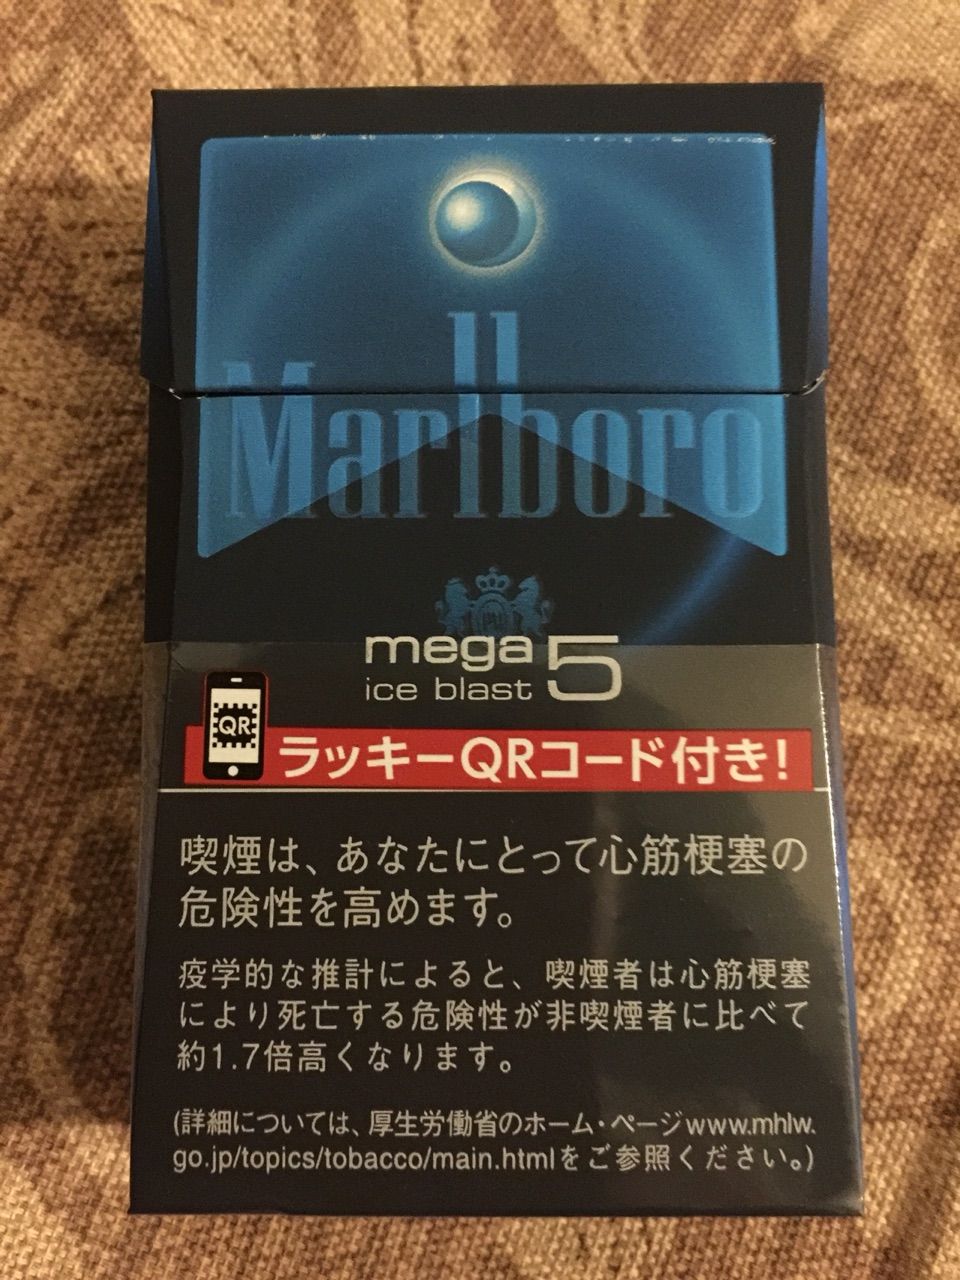 Marlboro
mega 5
ice blast
QR
ラッキーQRコード付き!
喫煙は、あなたにとって心筋梗塞の
危険性を高めます。
疫学的な推計によると、喫煙者は心筋梗塞
により死亡する危険性が非喫煙者に比べて
約1.7倍高くなります。
(詳細については、厚生労働省のホーム・ページwww.mhlw.
go.jp/topics/tobacco/main.htmlをご参照ください。)